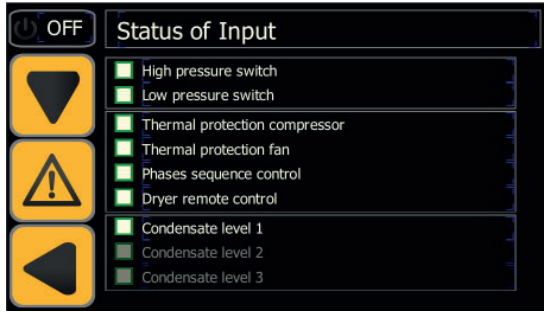 OFF
Status of Input
High pressure switch
Low pressure switch
Thermal protection compressor
Thermal protection fan
Phases sequence control
Dryer remote control
Condensate level 1
Condensate level 2
Condensate level 3